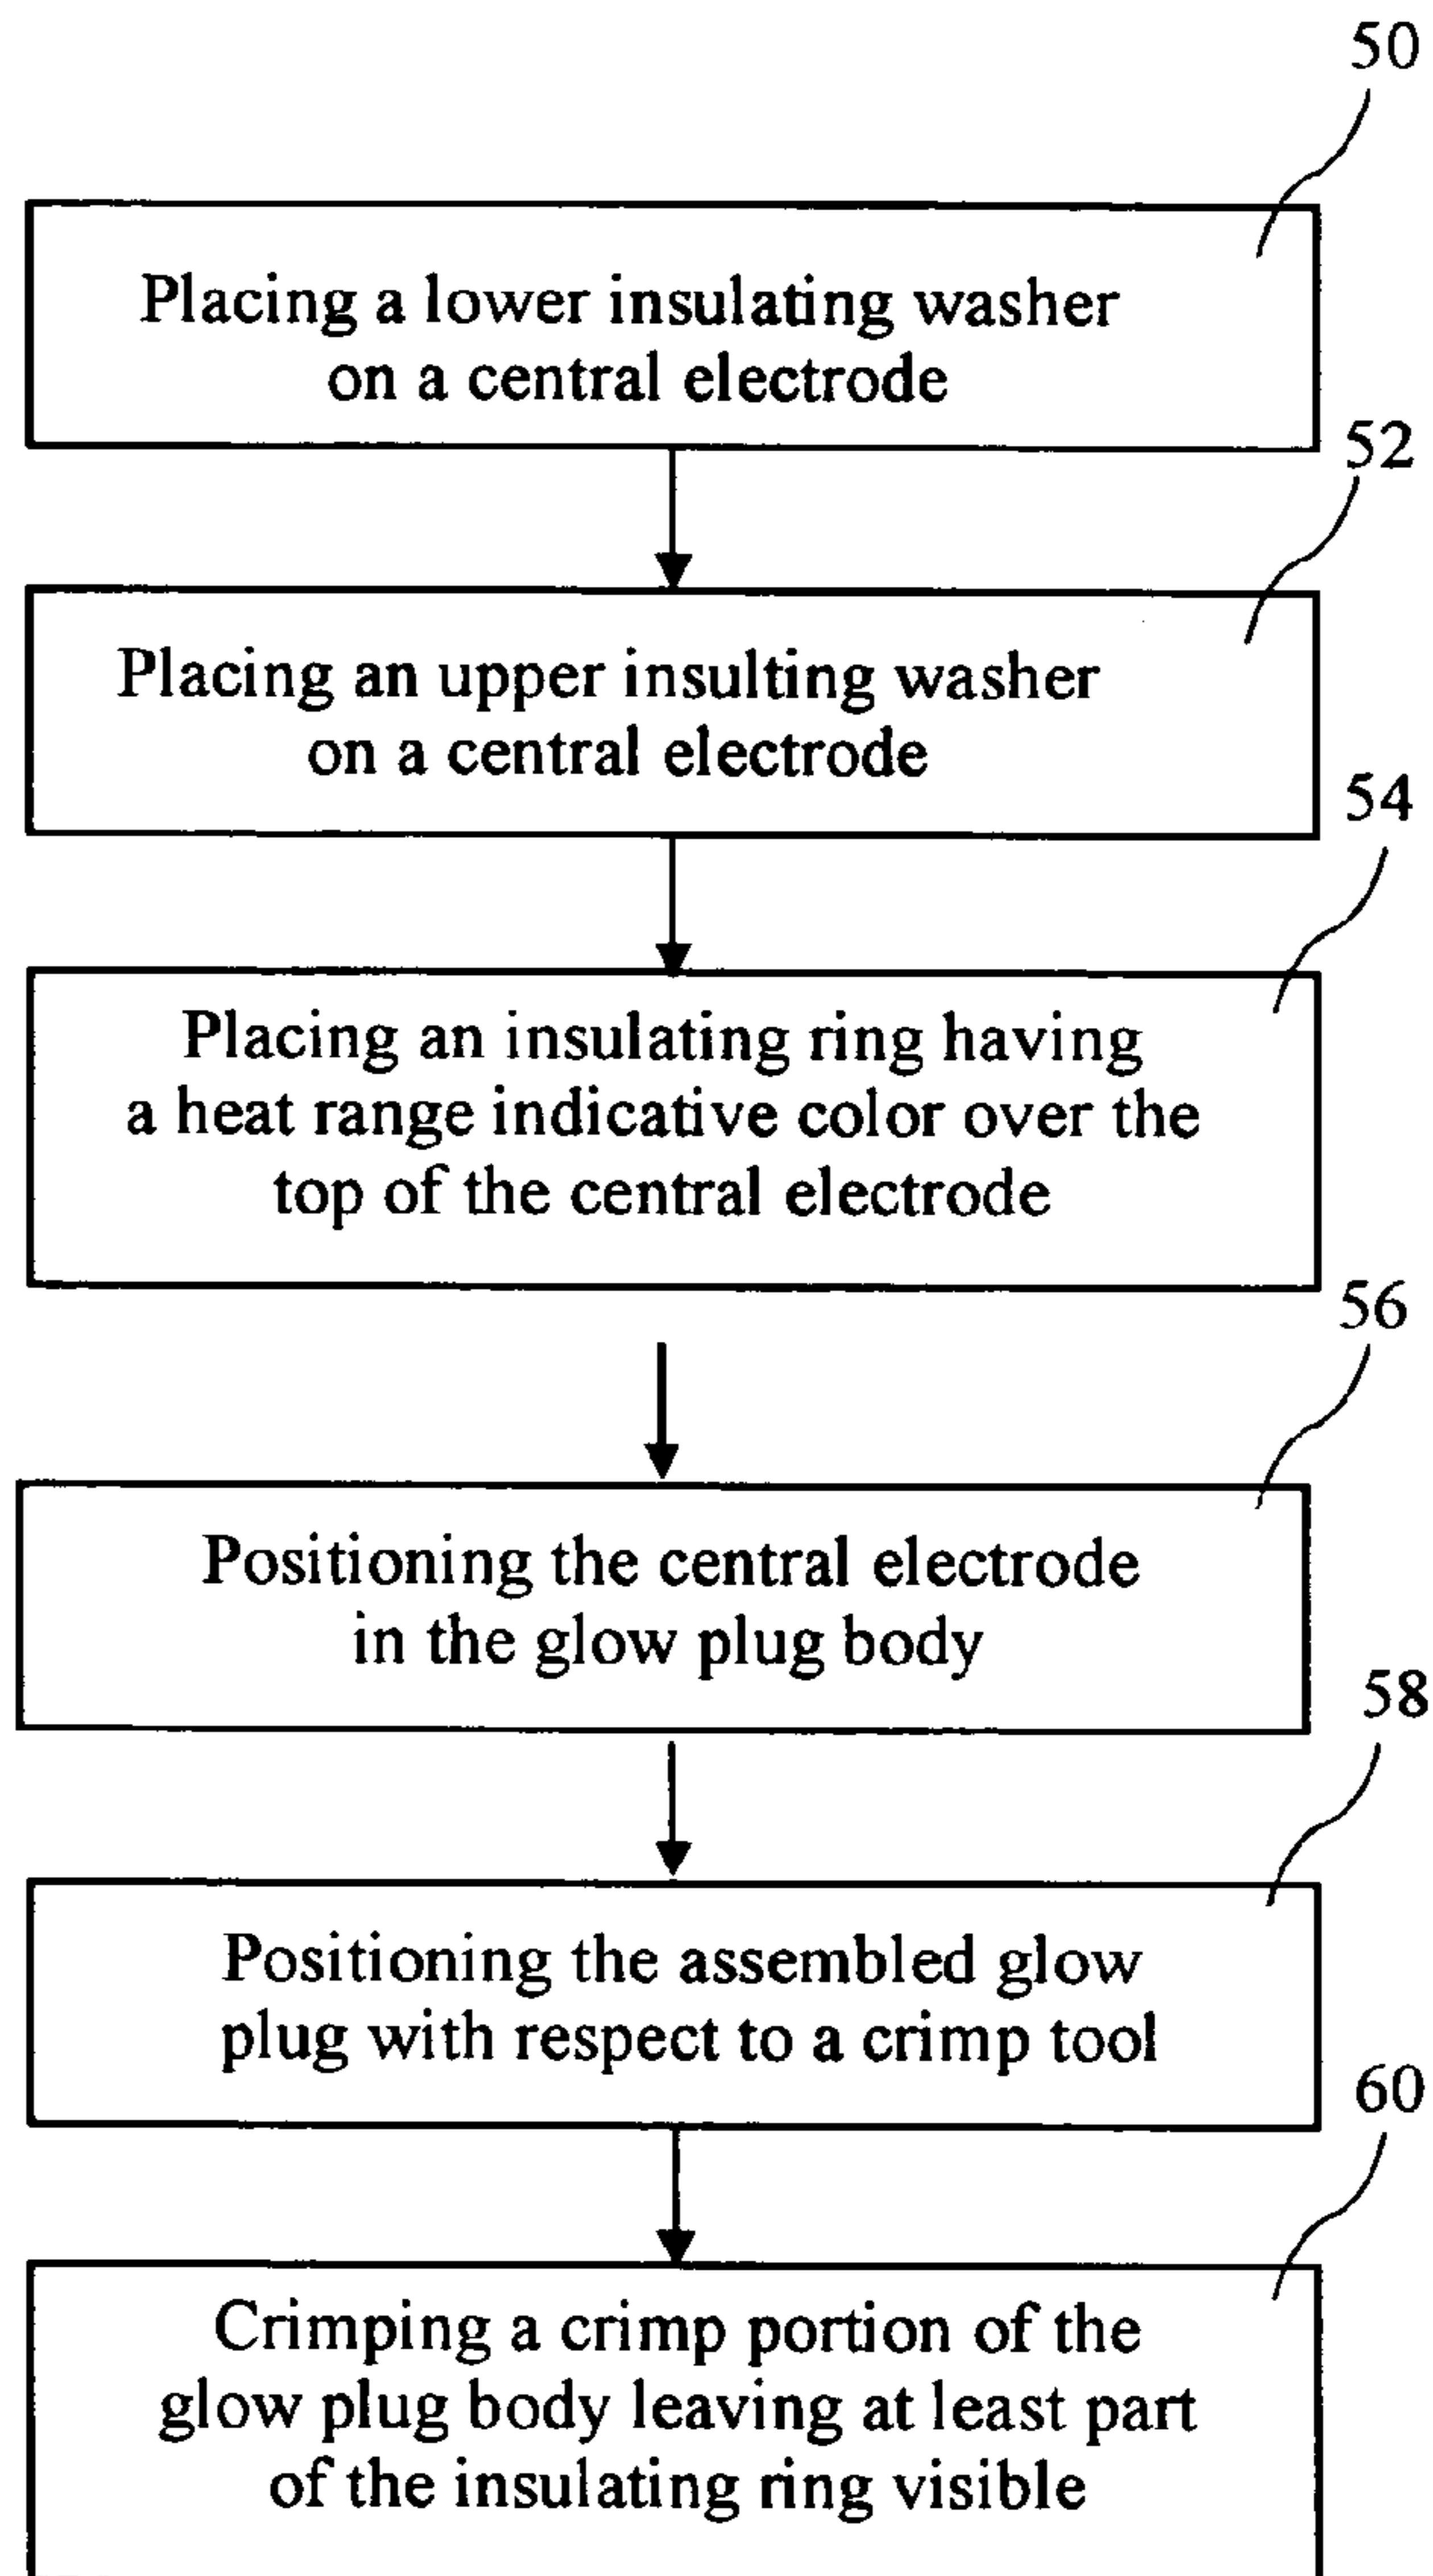 50
Placing a lower insulating washer
on a central electrode
52
Placing an upper insulting washer
on a central electrode
54
Placing an insulating ring having
a heat range indicative color over the
top of the central electrode
56
Positioning the central electrode
in the glow plug body
58
Positioning the assembled glow
plug with respect to a crimp tool
60
Crimping a crimp portion of the
glow plug body leaving at least part
of the insulating ring visible